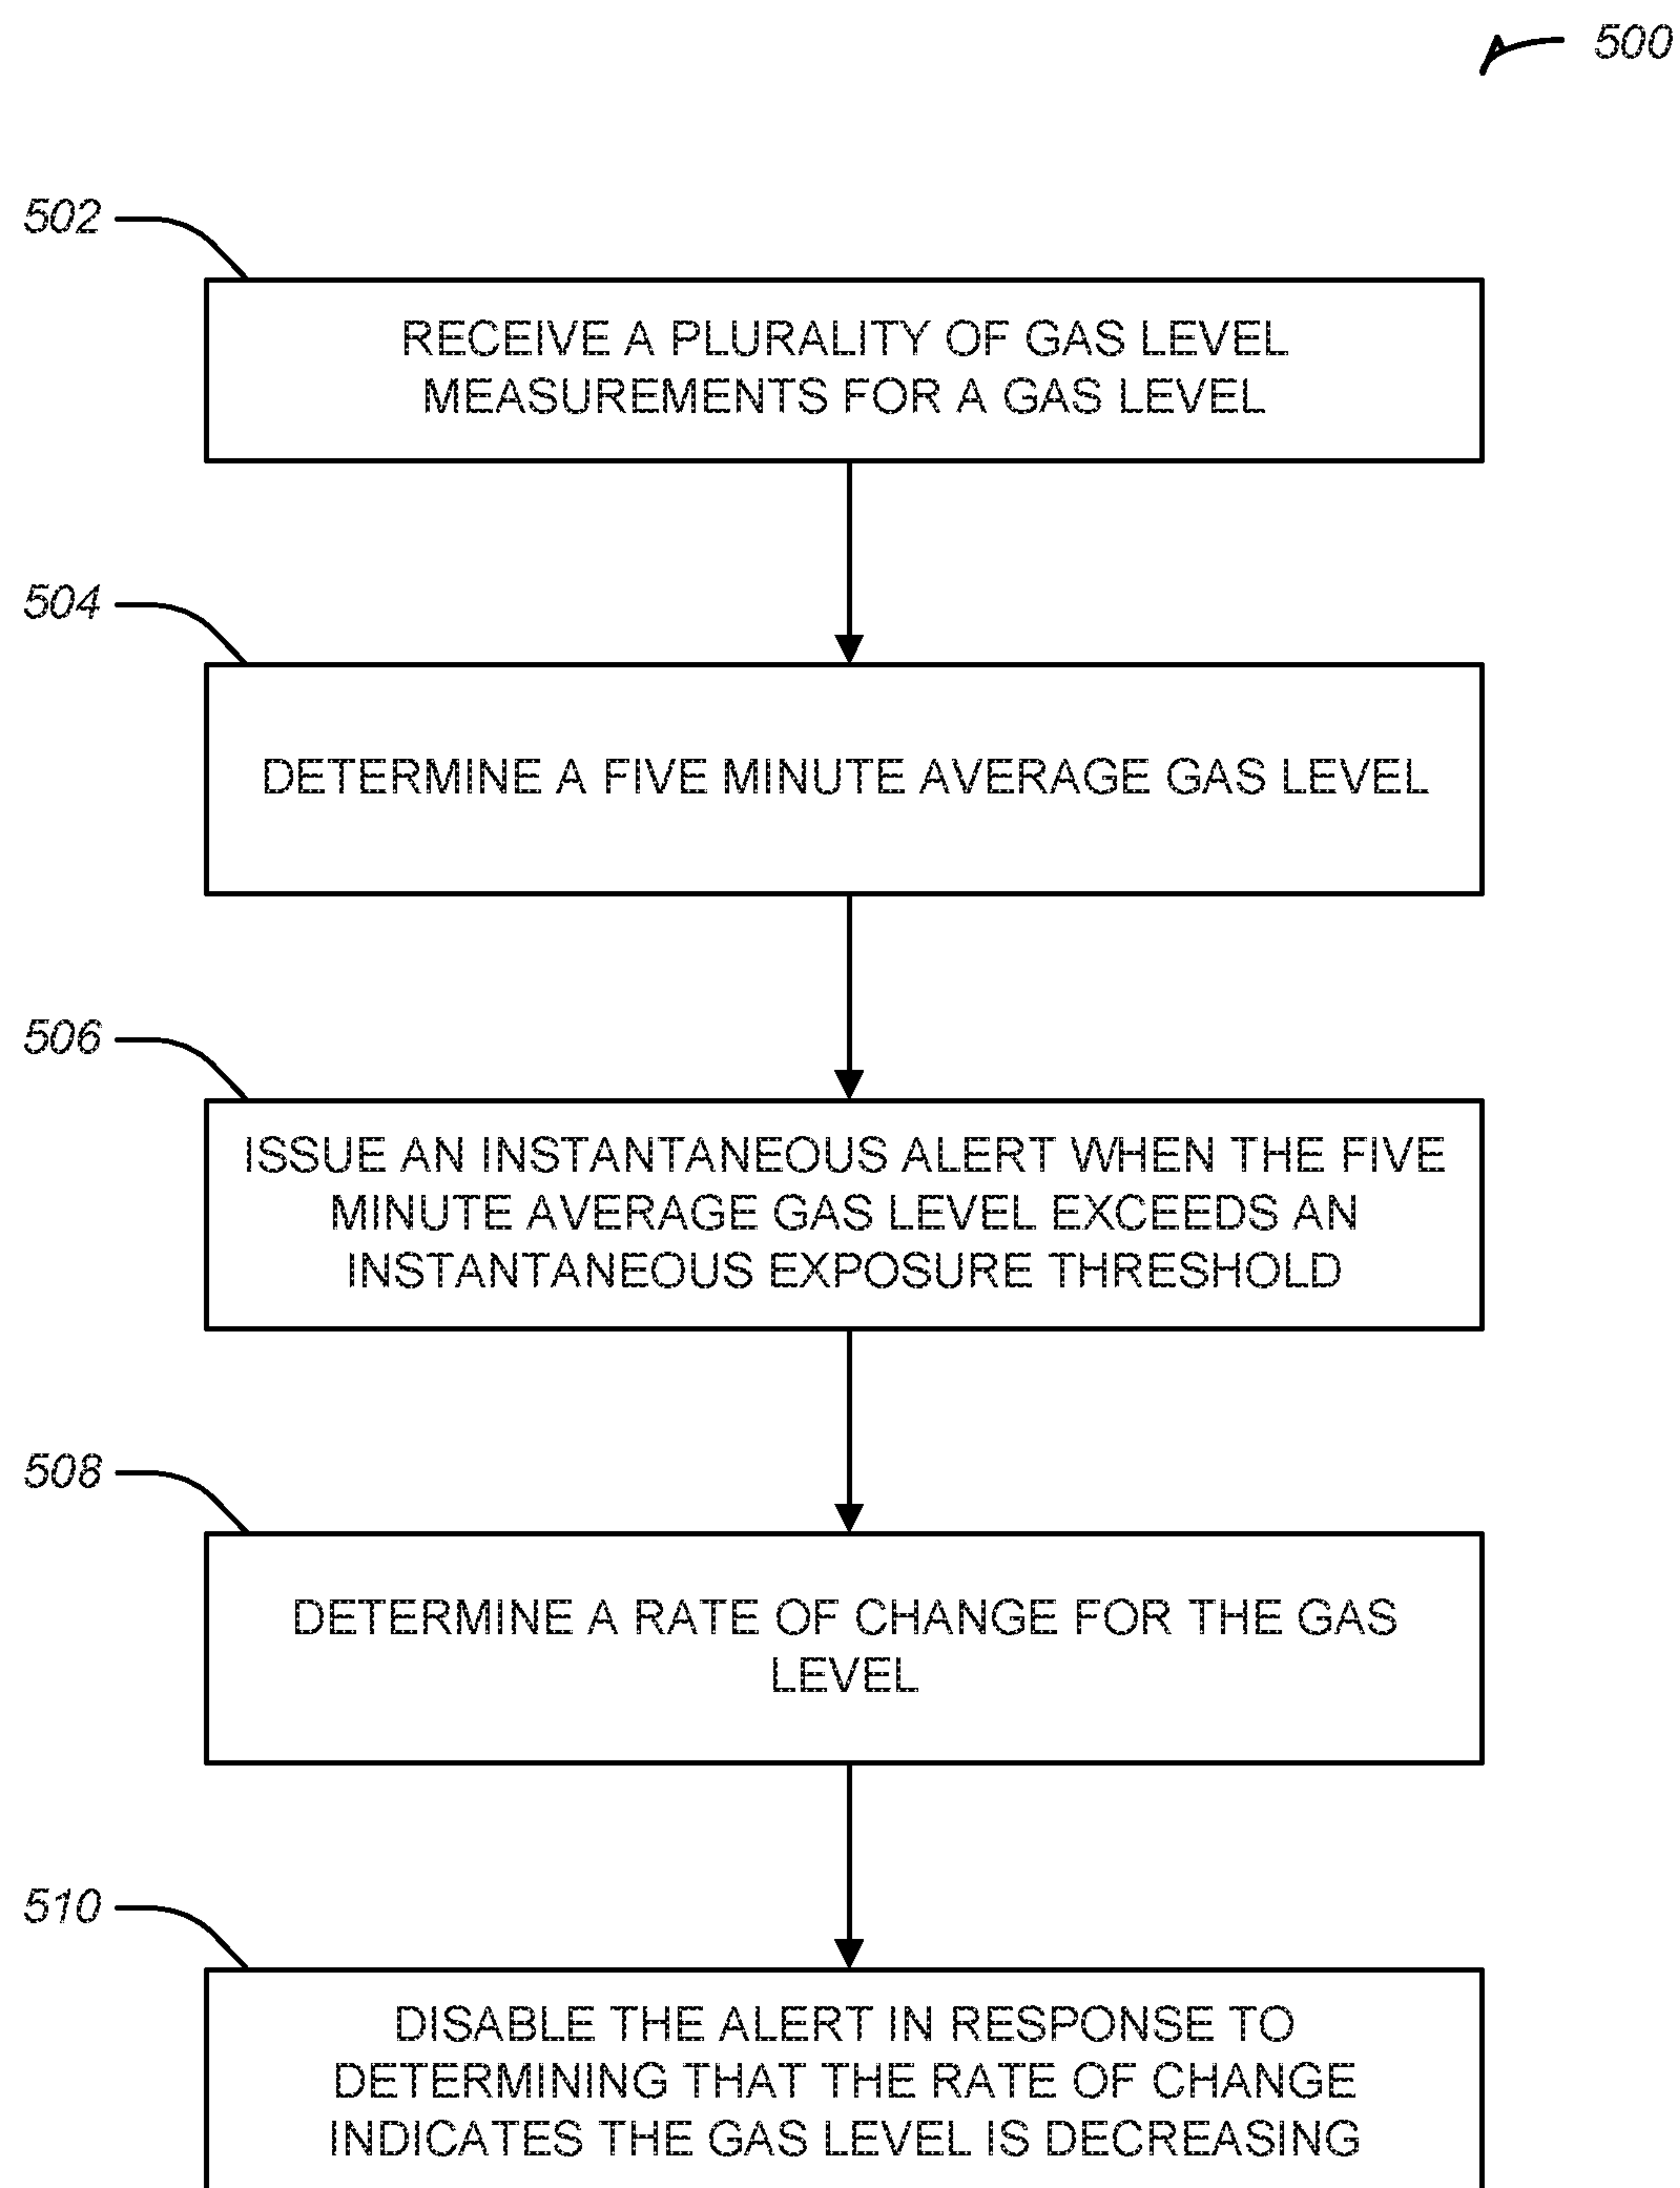 500
502
RECEIVE A PLURALITY OF GAS LEVEL
MEASUREMENTS FOR A GAS LEVEL
504
DETERMINE A FIVE MINUTE AVERAGE GAS LEVEL
506
ISSUE AN INSTANTANEOUS ALERT WHEN THE FIVE
MINUTE AVERAGE GAS LEVEL EXCEEDS AN
INSTANTANEOUS EXPOSURE THRESHOLD
508
DETERMINE A RATE OF CHANGE FOR THE GAS
LEVEL
510
DISABLE THE ALERT IN RESPONSE TO
DETERMINING THAT THE RATE OF CHANGE
INDICATES THE GAS LEVEL IS DECREASING